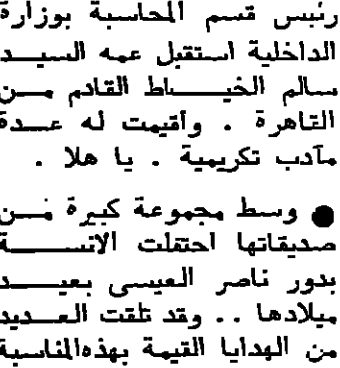 رئيس قسم المحاسبة بوزارة
الداخلية استقبل عمه السيد
سالم الخياط القادم من
القاهرة . وأقيمت له عدة
مآدب تكريمية . يا هلا .
● وسط مجموعة كبيرة من
صديقاتها احتفلت الانسة
بدور ناصر العيسى بعيد
ميلادها . . وقد تلقت العديد
من الهدايا القيمة بهذه المناسبة